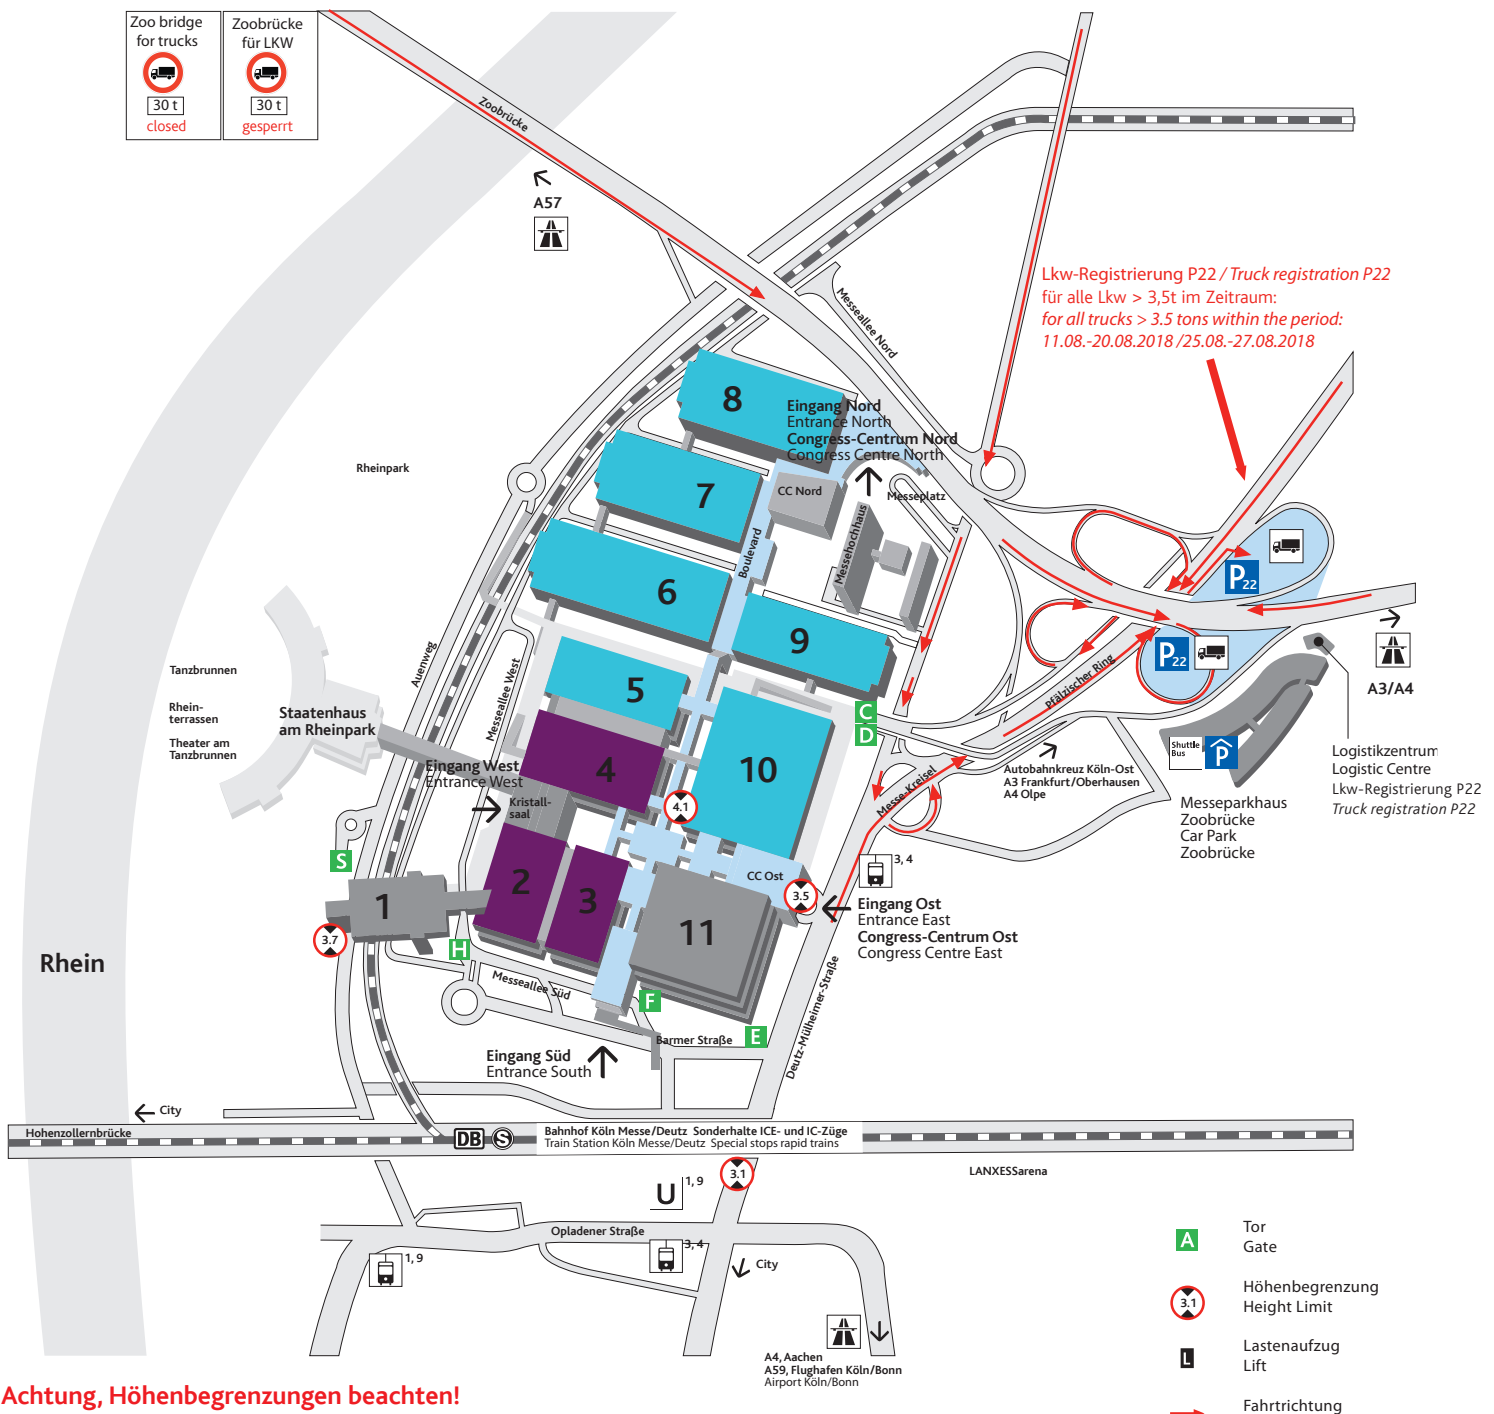 Zoo bridge
for trucks
30 t
closed
Zoobrücke
für LKW
30 t
gesperrt
Zoobrücke
A57
Lkw-Registrierung P22 / Truck registration P22
für alle Lkw > 3,5t im Zeitraum:
for all trucks > 3.5 tons within the period:
11.08.-20.08.2018 /25.08.-27.08.2018
Messeallee Nord
8
Eingang Nord
Entrance North
Congress-Centrum Nord
Congress Centre North
Rheinpark
7
CC Nord
Messeplatz
Messehochhaus
Boulevard
P22
6
9
P22
A3/A4
Tanzbrunnen
Rhein-
terrassen
Theater am
Tanzbrunnen
Staatenhaus
am Rheinpark
Auenweg
Messeallee West
5
Pfälzischer Ring
C
D
Shuttle
Bus
P
Logistikzentrum
Logistic Centre
Lkw-Registrierung P22
Truck registration P22
Eingang West
Entrance West
Kristall-
saal
4
10
4.1
Messe-Kreisel
Autobahnkreuz Köln-Ost
A3 Frankfurt/Oberhausen
A4 Olpe
Messeparkhaus
Zoobrücke
Car Park
Zoobrücke
S
3, 4
2
3
CC Ost
3.5
1
11
Eingang Ost
Entrance East
Congress-Centrum Ost
Congress Centre East
3.7
H
Rhein
Messeallee Süd
F
E
Barmer Straße
Deutz-Mülheimer-Straße
Eingang Süd
Entrance South
City
Hohenzollernbrücke
DB
S
Bahnhof Köln Messe/Deutz Sonderhalte ICE- und IC-Züge
Train Station Köln Messe/Deutz Special stops rapid trains
LANXESSarena
3.1
U 1, 9
Opladener Straße
1, 9
3, 4
City
A4, Aachen
A59, Flughafen Köln/Bonn
Airport Köln/Bonn
A
Tor
Gate
3.1
Höhenbegrenzung
Height Limit
L
Lastenaufzug
Lift
Fahrtrichtung
Achtung, Höhenbegrenzungen beachten!